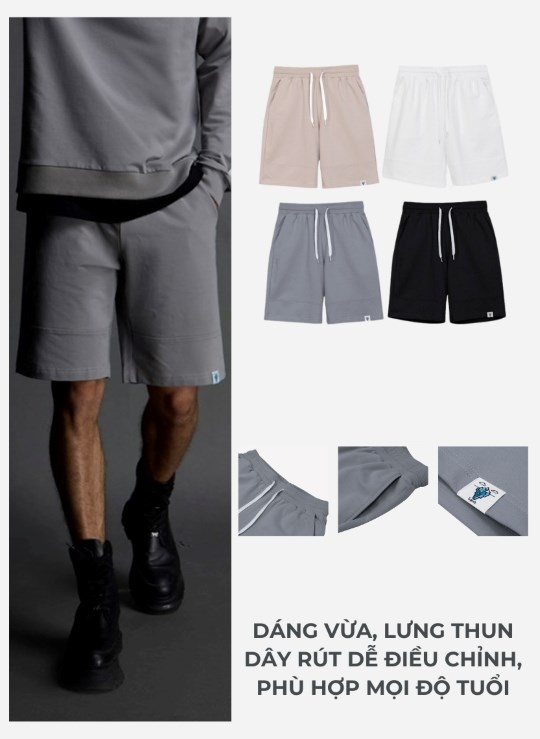 DÁNG VỪA, LƯNG THUN
DÂY RÚT DỄ ĐIỀU CHỈNH,
PHÙ HỢP MỌI ĐỘ TUỔI